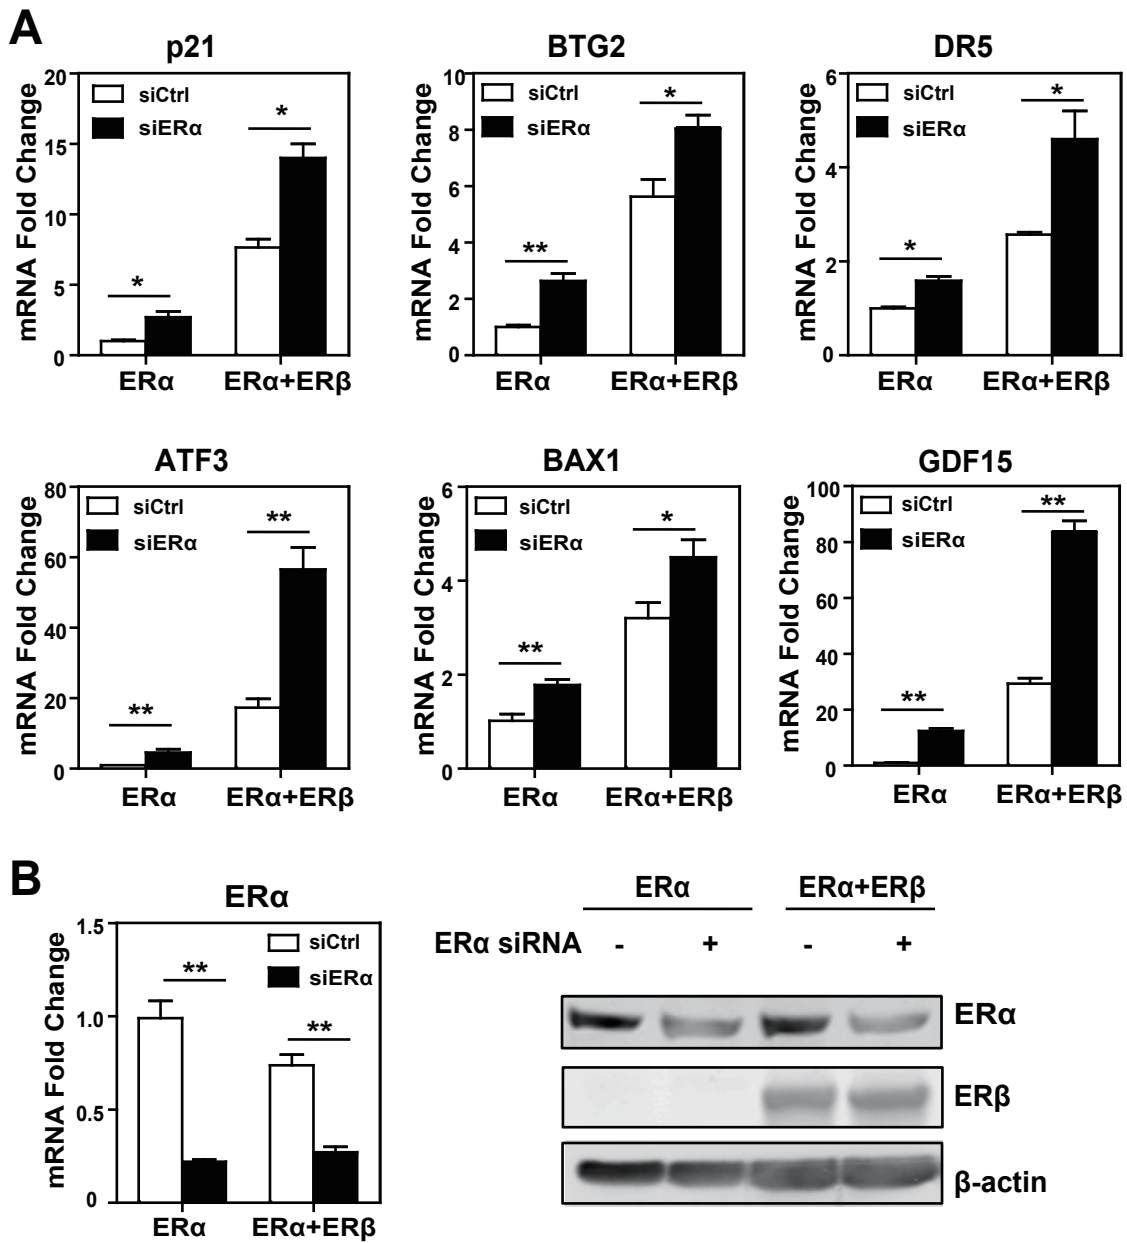 A
p21
mRNA Fold Change
20
15
10
5
0
siCtrl
siERα
*
*
ERα
ERα+ERβ
BTG2
mRNA Fold Change
10
8
6
4
2
0
siCtrl
siERα
**
*
ERα
ERα+ERβ
DR5
mRNA Fold Change
6
4
2
0
siCtrl
siERα
*
*
ERα
ERα+ERβ
ATF3
mRNA Fold Change
80
60
40
20
0
siCtrl
siERα
**
**
ERα
ERα+ERβ
BAX1
mRNA Fold Change
6
4
2
0
siCtrl
siERα
**
*
ERα
ERα+ERβ
GDF15
mRNA Fold Change
100
80
60
40
20
0
siCtrl
siERα
**
**
ERα
ERα+ERβ
B
ERα
mRNA Fold Change
1.5
1.0
0.5
0
siCtrl
siERα
**
**
ERα
ERα+ERβ
ERα ERα+ERβ
ERα siRNA - + - +
ERα
ERβ
β-actin